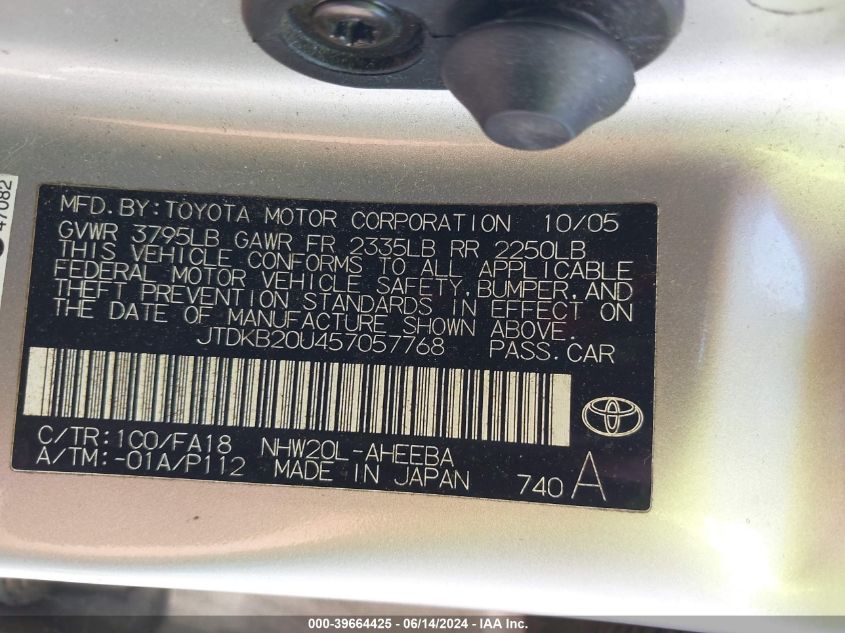 47082
MFD. BY: TOYOTA MOTOR CORPORATION 10/05
GVWR 3795LB GAWR FR 2335LB RR 2250LB
THIS VEHICLE CONFORMS TO ALL APPLICABLE
FEDERAL MOTOR VEHICLE SAFETY, BUMPER, AND
THEFT PREVENTION STANDARDS IN EFFECT ON
THE DATE OF MANUFACTURE SHOWN ABOVE.
JTDKB20U457057768 PASS. CAR
C/TR: 1C0/FA18 NHW20L-AHEEBA
A/TM: -01A/P112 MADE IN JAPAN 740 A
000-39664425 - 06/14/2024 - IAA Inc.